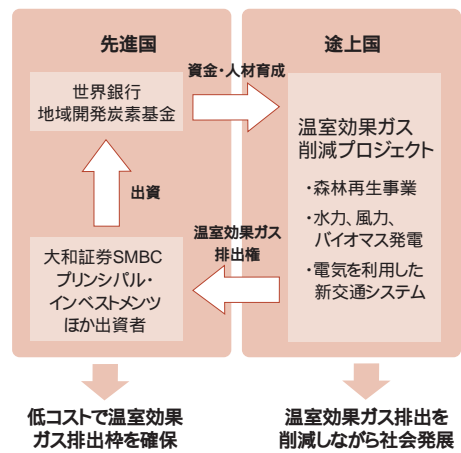 先進国
世界銀行
地域開発炭素基金
出資
大和証券SMBC
プリンシパル・
インベストメンツ
ほか出資者
資金・人材育成
温室効果ガス
排出権
途上国
温室効果ガス
削減プロジェクト
・森林再生事業
・水力、風力、
バイオマス発電
・電気を利用した
新交通システム
低コストで温室効果
ガス排出枠を確保
温室効果ガス排出を
削減しながら社会発展